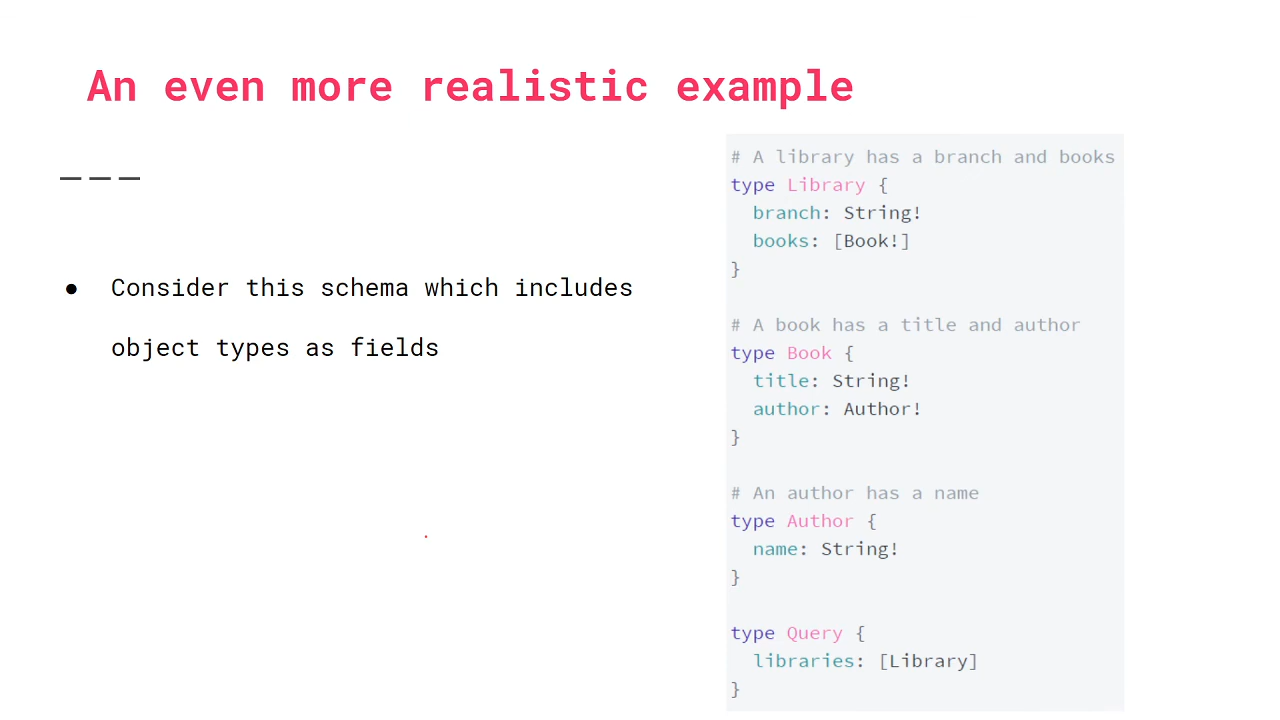 An even more realistic example
___
● Consider this schema which includes
object types as fields
# A library has a branch and books
type Library {
  branch: String!
  books: [Book!]
}
# A book has a title and author
type Book {
  title: String!
  author: Author!
}
# An author has a name
type Author {
  name: String!
}
type Query {
  libraries: [Library]
}